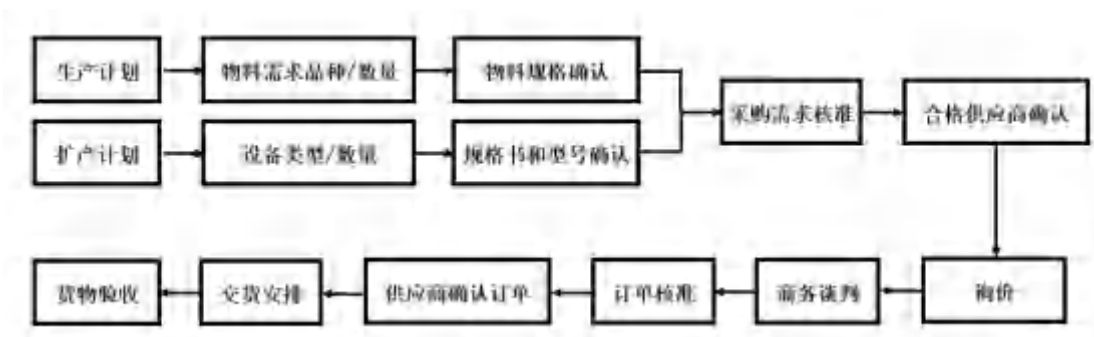 生产计划
物料需求品种/数量
物料规格确认
扩产计划
设备类型/数量
规格书和型号确认
采购需求核准
合格供应商确认
询价
商务谈判
订单核准
供应商确认订单
交货安排
货物验收